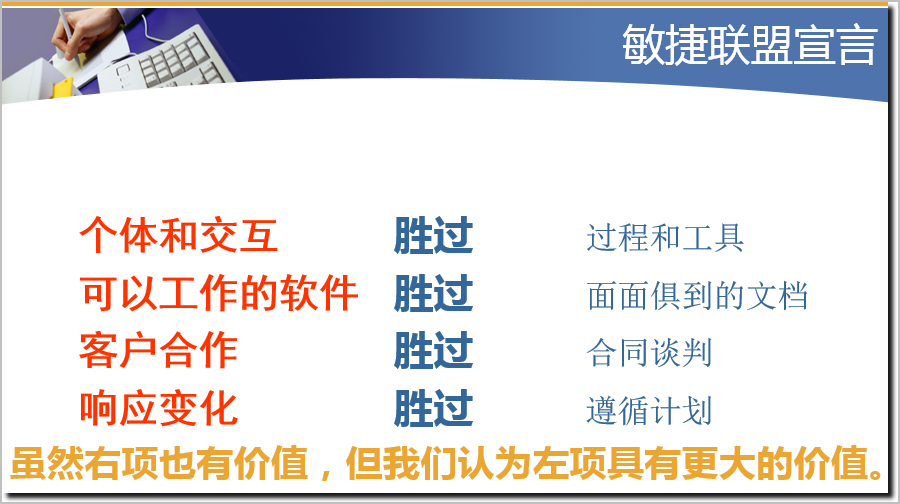 敏捷联盟宣言
个体和交互 胜过 过程和工具
可以工作的软件 胜过 面面俱到的文档
客户合作 胜过 合同谈判
响应变化 胜过 遵循计划
虽然右项也有价值，但我们认为左项具有更大的价值。